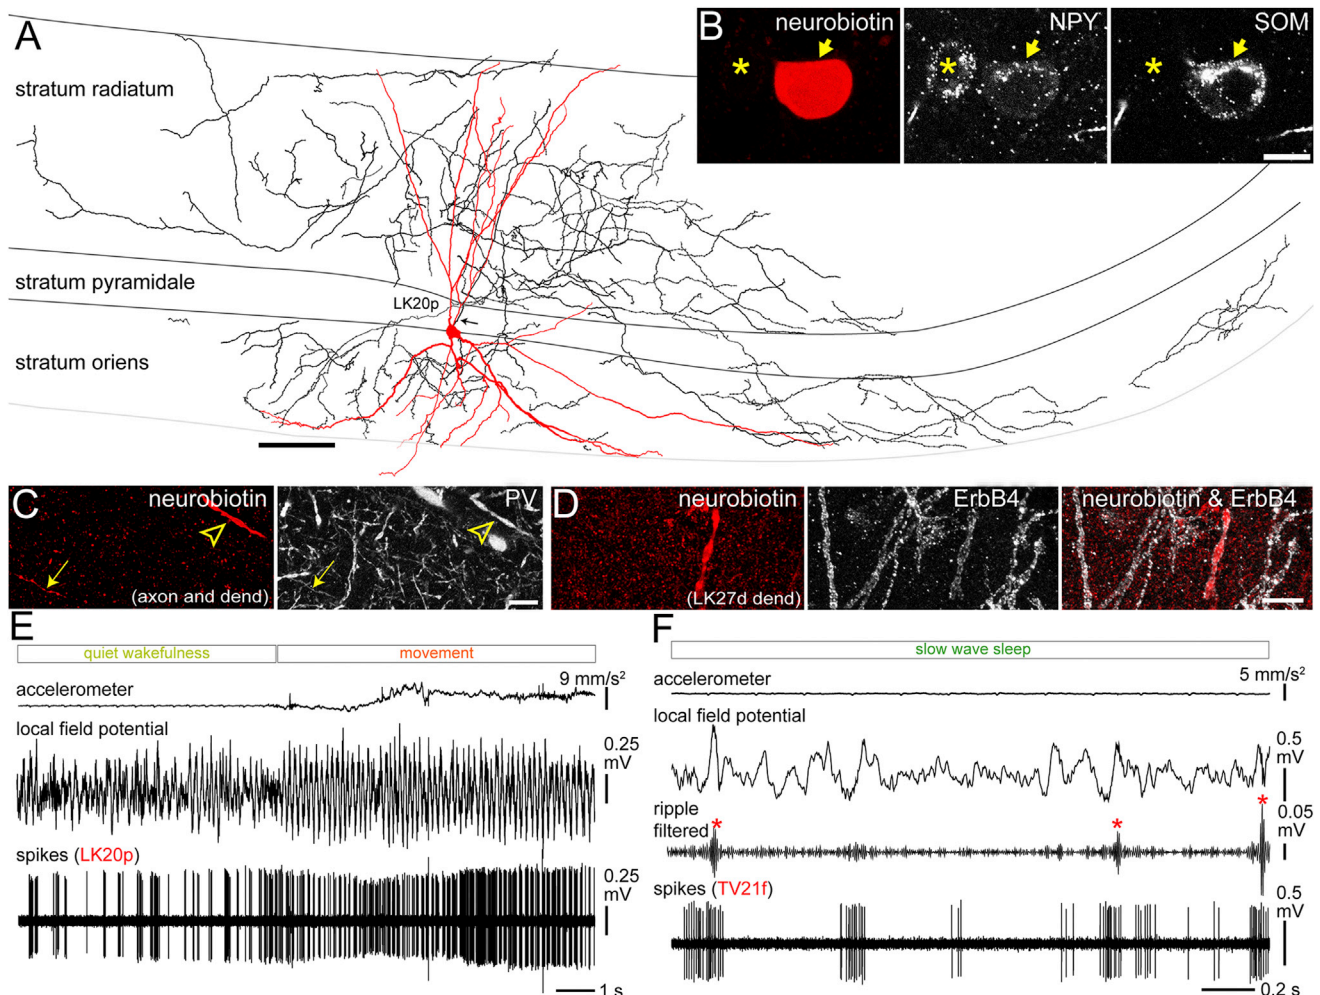 A
stratum radiatum
stratum pyramidale
LK20p
stratum oriens
B
neurobiotin
NPY
SOM
*
*
*
C
neurobiotin
(axon and dend)
PV
D
neurobiotin
(LK27d dend)
ErbB4
neurobiotin & ErbB4
E
quiet wakefulness
movement
accelerometer
9 mm/s²
local field potential
0.25
mV
spikes (LK20p)
0.25
mV
1 s
F
slow wave sleep
accelerometer
5 mm/s²
local field potential
0.5
mV
ripple
filtered
*
*
*
0.05
mV
spikes (TV21f)
0.5
mV
0.2 s